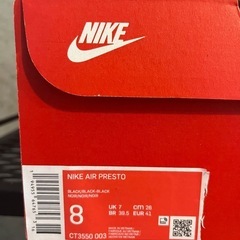 NIKE
NIKE AIR PRESTO
BLACK/BLACK-BLACK
8
UK 7 CM 26
BR 39.5 EUR 41
CT3550 003